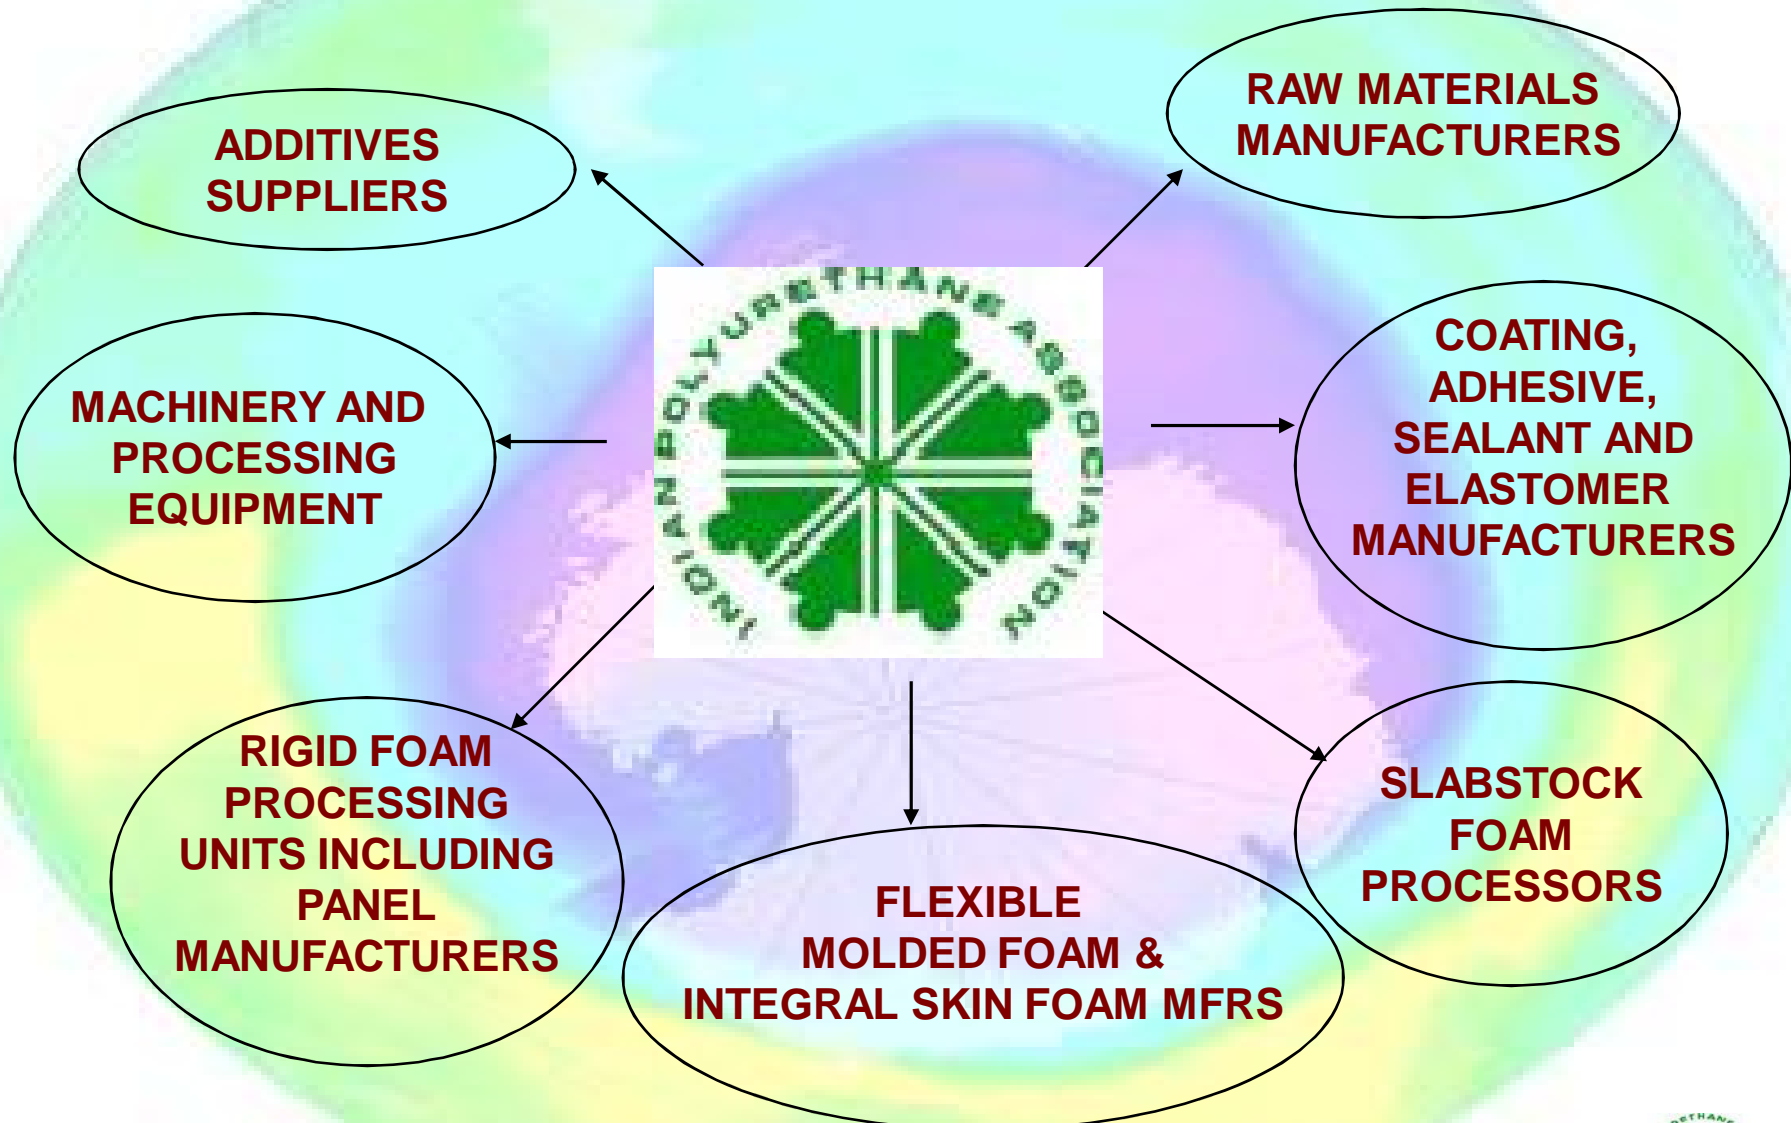 ADDITIVES
SUPPLIERS
RAW MATERIALS
MANUFACTURERS
INDIAN POLYURETHANE ASSOCIATION
MACHINERY AND
PROCESSING
EQUIPMENT
COATING,
ADHESIVE,
SEALANT AND
ELASTOMER
MANUFACTURERS
RIGID FOAM
PROCESSING
UNITS INCLUDING
PANEL
MANUFACTURERS
FLEXIBLE
MOLDED FOAM &
INTEGRAL SKIN FOAM MFRS
SLABSTOCK
FOAM
PROCESSORS